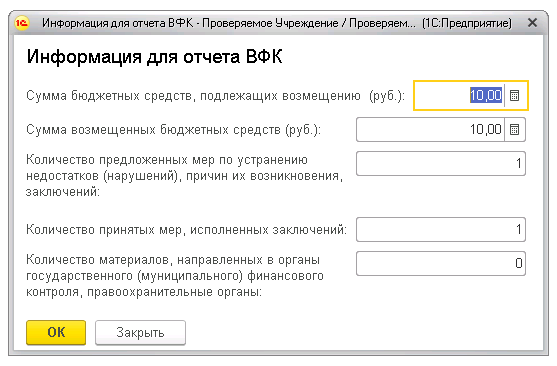 1С Информация для отчета ВФК - Проверяемое Учреждение / Проверяем... (1С:Предприятие)
Информация для отчета ВФК
Сумма бюджетных средств, подлежащих возмещению (руб.): 10,00
Сумма возмещенных бюджетных средств (руб.): 10,00
Количество предложенных мер по устранению 1
недостатков (нарушений), причин их возникновения,
заключений:
Количество принятых мер, исполненных заключений: 1
Количество материалов, направленных в органы 0
государственного (муниципального) финансового
контроля, правоохранительные органы:
ОК Закрыть